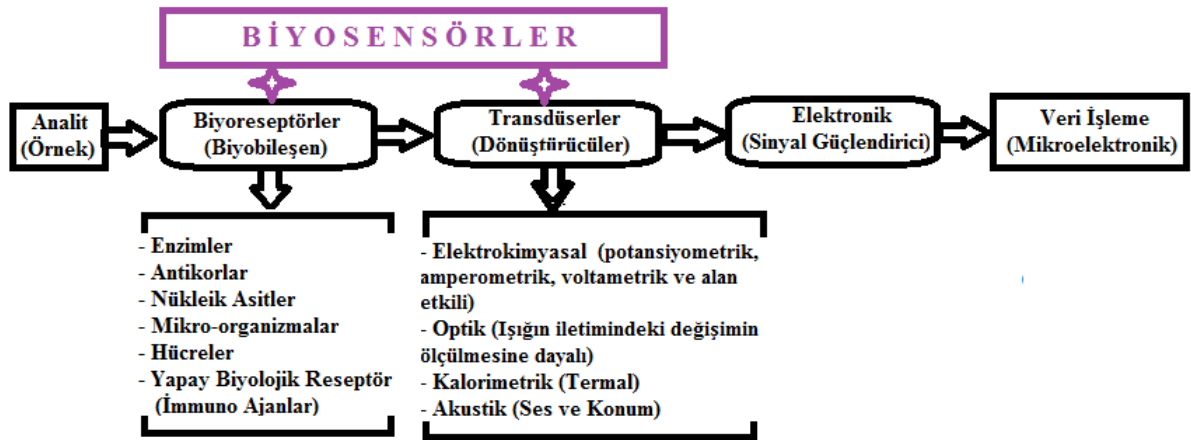 BİYOSENSÖRLER
Analit
(Örnek)
Biyoreseptörler
(Biyobileşen)
Transdüserler
(Dönüştürücüler)
Elektronik
(Sinyal Güçlendirici)
Veri İşleme
(Mikroelektronik)
- Enzimler
- Antikorlar
- Nükleik Asitler
- Mikro-organizmalar
- Hücreler
- Yapay Biyolojik Reseptör
(İmmuno Ajanlar)
- Elektrokimyasal (potansiyometrik,
amperometrik, voltametrik ve alan
etkili)
- Optik (Işığın iletimindeki değişimin
ölçülmesine dayalı)
- Kalorimetrik (Termal)
- Akustik (Ses ve Konum)